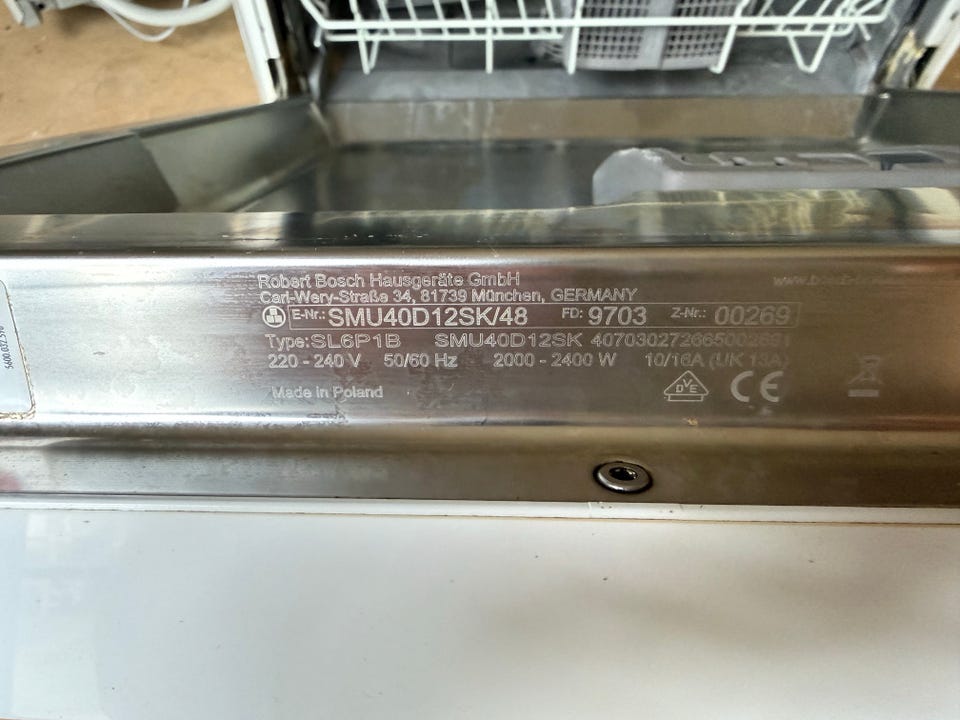 Robert Bosch Hausgeräte GmbH
Carl-Wery-Straße 34, 81739 München, GERMANY
E-Nr.: SMU40D12SK/48 FD: 9703 Z-Nr.: 00269
Type: SL6P1B SMU40D12SK
220 - 240 V 50/60 Hz 2000 - 2400 W 10/16A (UK 13A)
Made in Poland
DVE
CE